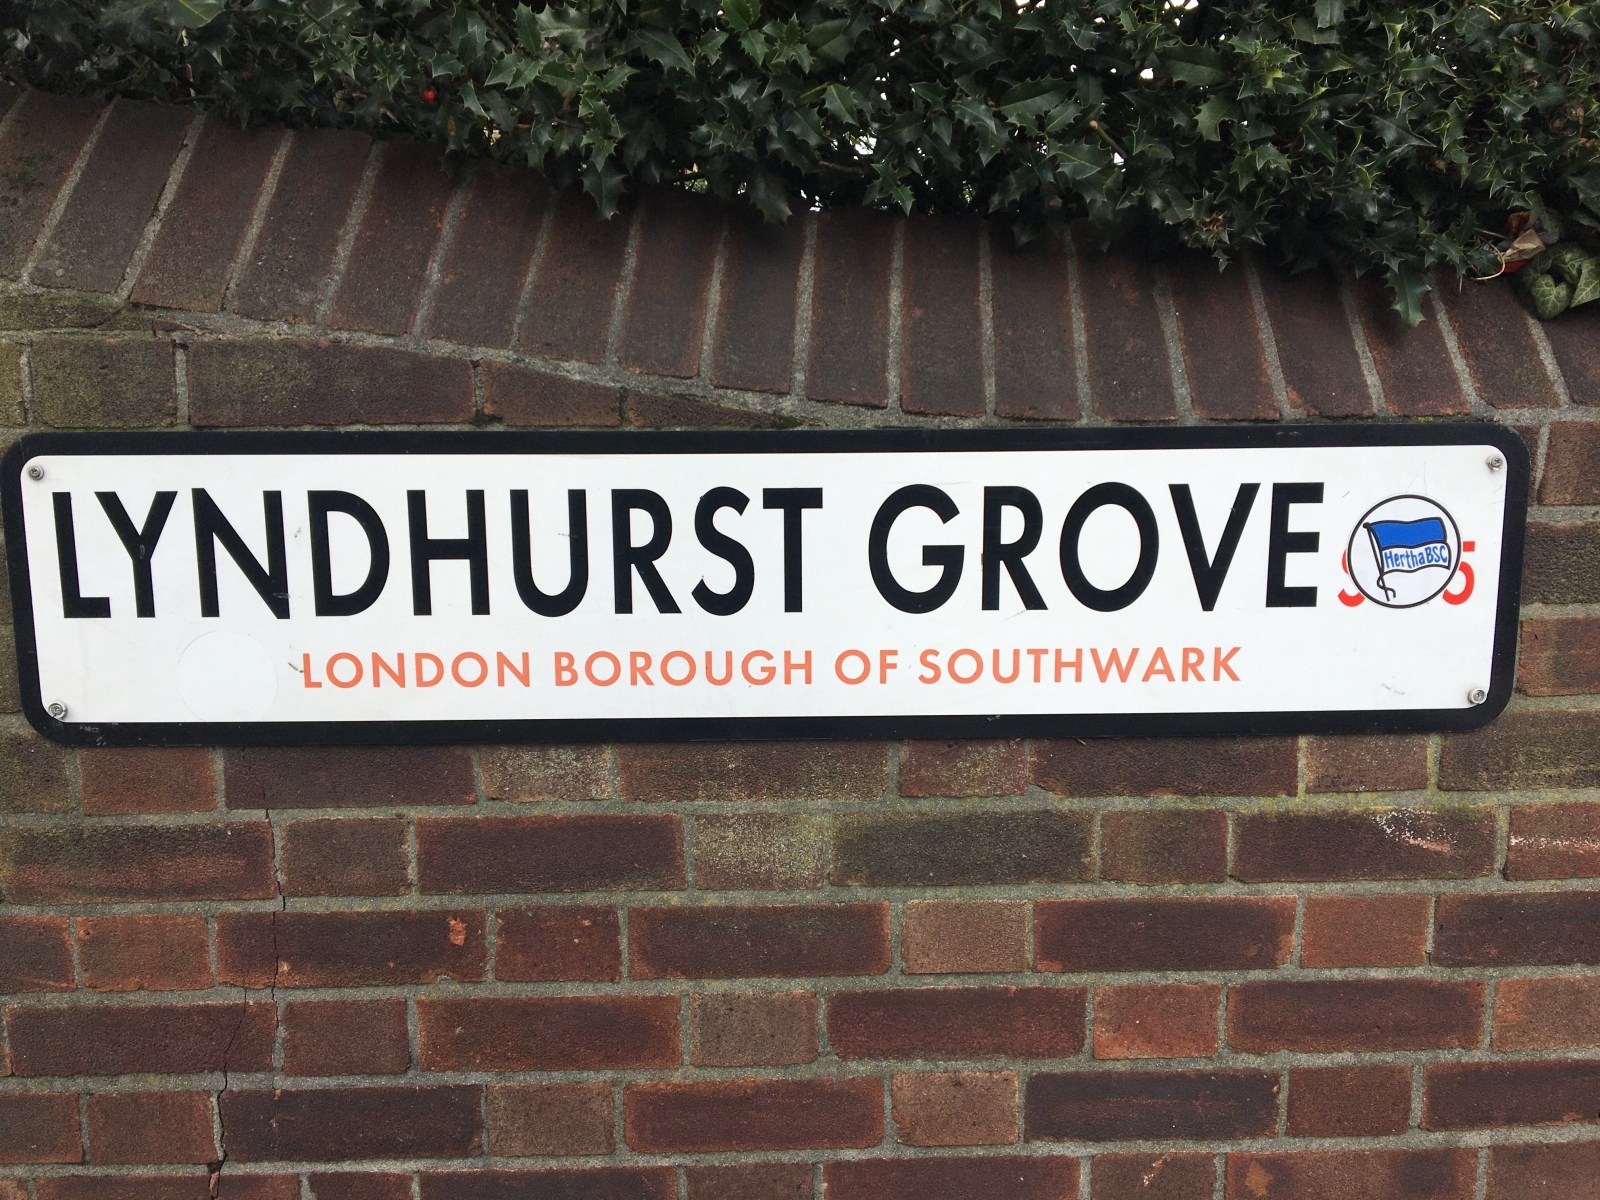 LYNDHURST GROVE
Hertha BSC
LONDON BOROUGH OF SOUTHWARK